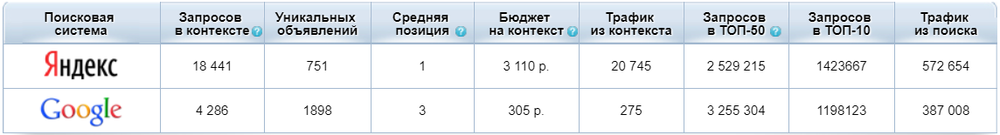 Поисковая система Запросов в контексте ? Уникальных объявлений Средняя позиция ? Бюджет на контекст ? Трафик из контекста Запросов в ТОП-50 ? Запросов в ТОП-10 Трафик из поиска
Яндекс 18 441 751 1 3 110 р. 20 745 2 529 215 1423667 572 654
Google 4 286 1898 3 305 р. 275 3 255 304 1198123 387 008